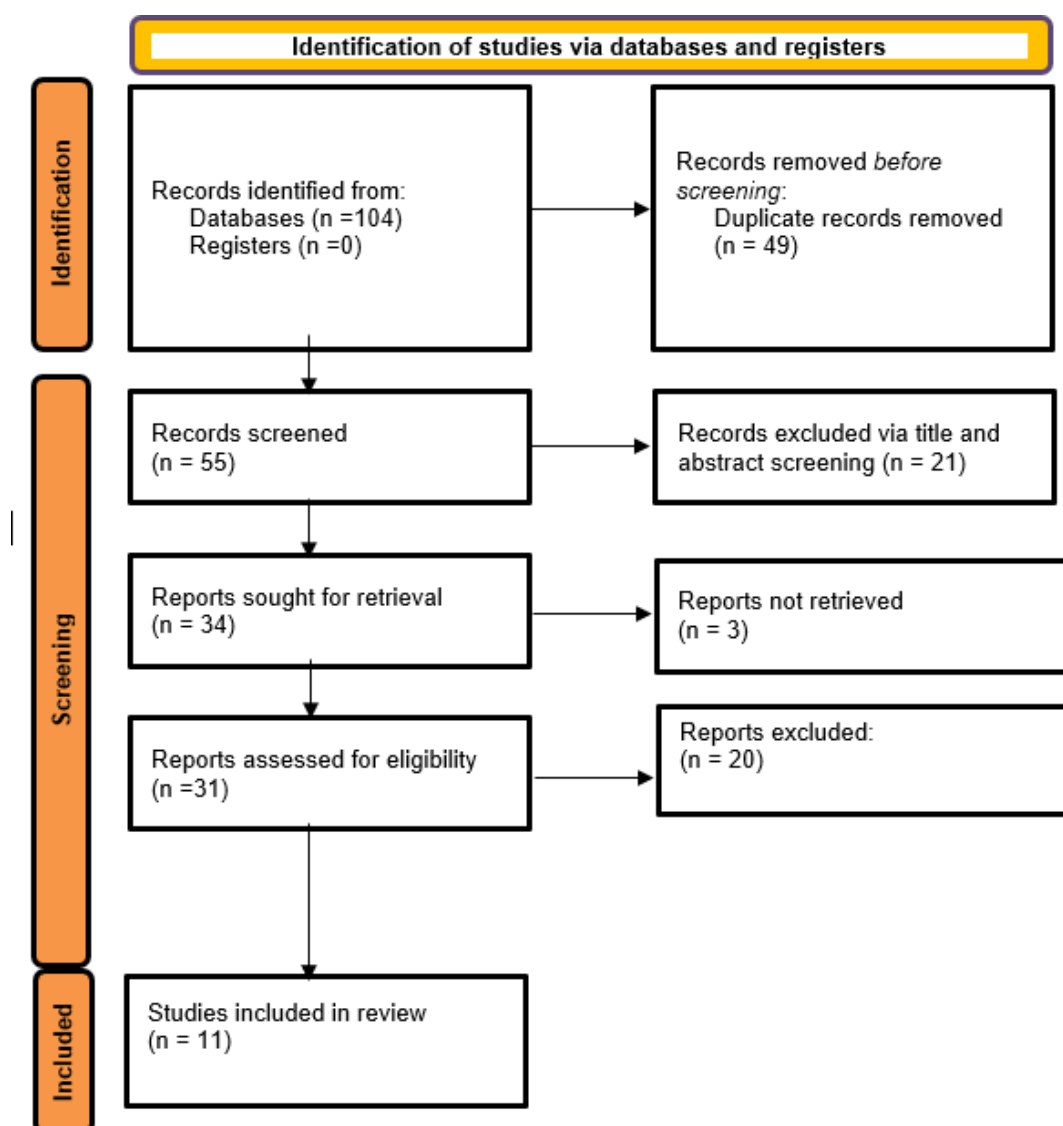 Identification of studies via databases and registers
Identification
Records identified from:
Databases (n =104)
Registers (n =0)
Records removed before
screening:
Duplicate records removed
(n = 49)
Screening
Records screened
(n = 55)
Records excluded via title and
abstract screening (n = 21)
Reports sought for retrieval
(n = 34)
Reports not retrieved
(n = 3)
Reports assessed for eligibility
(n =31)
Reports excluded:
(n = 20)
Included
Studies included in review
(n = 11)